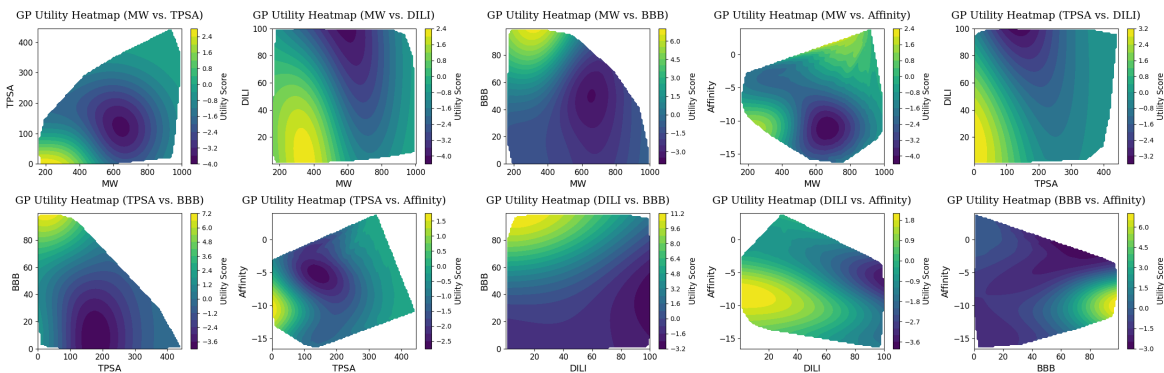 GP Utility Heatmap (MW vs. TPSA)
TPSA
400
300
200
100
0
200 400 600 800 1000
MW
2.4
1.6
0.8
0.0
−0.8
−1.6
−2.4
−3.2
−4.0
Utility Score
GP Utility Heatmap (MW vs. DILI)
DILI
100
80
60
40
20
200 400 600 800 1000
MW
2.4
1.6
0.8
0.0
−0.8
−1.6
−2.4
−3.2
−4.0
Utility Score
GP Utility Heatmap (MW vs. BBB)
BBB
80
60
40
20
0
200 400 600 800 1000
MW
6.0
4.5
3.0
1.5
0.0
−1.5
−3.0
Utility Score
GP Utility Heatmap (MW vs. Affinity)
Affinity
0
−5
−10
−15
200 400 600 800 1000
MW
2.4
1.6
0.8
0.0
−0.8
−1.6
−2.4
−3.2
−4.0
Utility Score
GP Utility Heatmap (TPSA vs. DILI)
DILI
100
80
60
40
20
0 100 200 300 400
TPSA
3.2
2.4
1.6
0.8
0.0
−0.8
−1.6
−2.4
−3.2
Utility Score
GP Utility Heatmap (TPSA vs. BBB)
BBB
80
60
40
20
0
0 100 200 300 400
TPSA
7.2
6.0
4.8
3.6
2.4
1.2
0.0
−1.2
−2.4
−3.6
Utility Score
GP Utility Heatmap (TPSA vs. Affinity)
Affinity
0
−5
−10
−15
0 100 200 300 400
TPSA
1.5
1.0
0.5
0.0
−0.5
−1.0
−1.5
−2.0
−2.5
Utility Score
GP Utility Heatmap (DILI vs. BBB)
BBB
80
60
40
20
0
20 40 60 80 100
DILI
11.2
9.6
8.0
6.4
4.8
3.2
1.6
0.0
−1.6
−3.2
Utility Score
GP Utility Heatmap (DILI vs. Affinity)
Affinity
0
−5
−10
−15
20 40 60 80 100
DILI
1.8
1.2
0.6
0.0
−0.6
−1.2
−1.8
−2.4
−3.0
Utility Score
GP Utility Heatmap (BBB vs. Affinity)
Affinity
0
−5
−10
−15
0 20 40 60 80
BBB
6.0
4.5
3.0
1.5
0.0
−1.5
−3.0
Utility Score